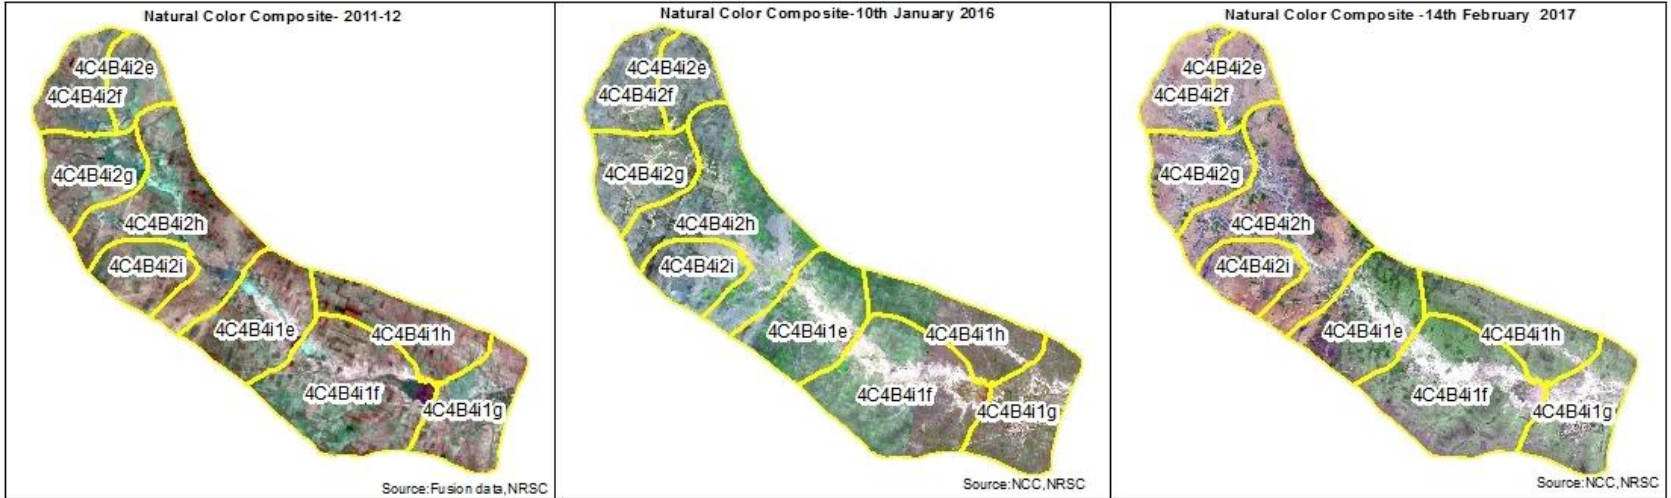 Natural Color Composite- 2011-12
4C4B4i2e
4C4B4i2f
4C4B4i2g
4C4B4i2h
4C4B4i2i
4C4B4i1e
4C4B4i1h
4C4B4i1f
4C4B4i1g
Source:Fusion data,NRSC
Natural Color Composite-10th January 2016
4C4B4i2e
4C4B4i2f
4C4B4i2g
4C4B4i2h
4C4B4i2i
4C4B4i1e
4C4B4i1h
4C4B4i1f
4C4B4i1g
Source:NCC,NRSC
Natural Color Composite -14th February 2017
4C4B4i2e
4C4B4i2f
4C4B4i2g
4C4B4i2h
4C4B4i2i
4C4B4i1e
4C4B4i1h
4C4B4i1f
4C4B4i1g
Source:NCC,NRSC